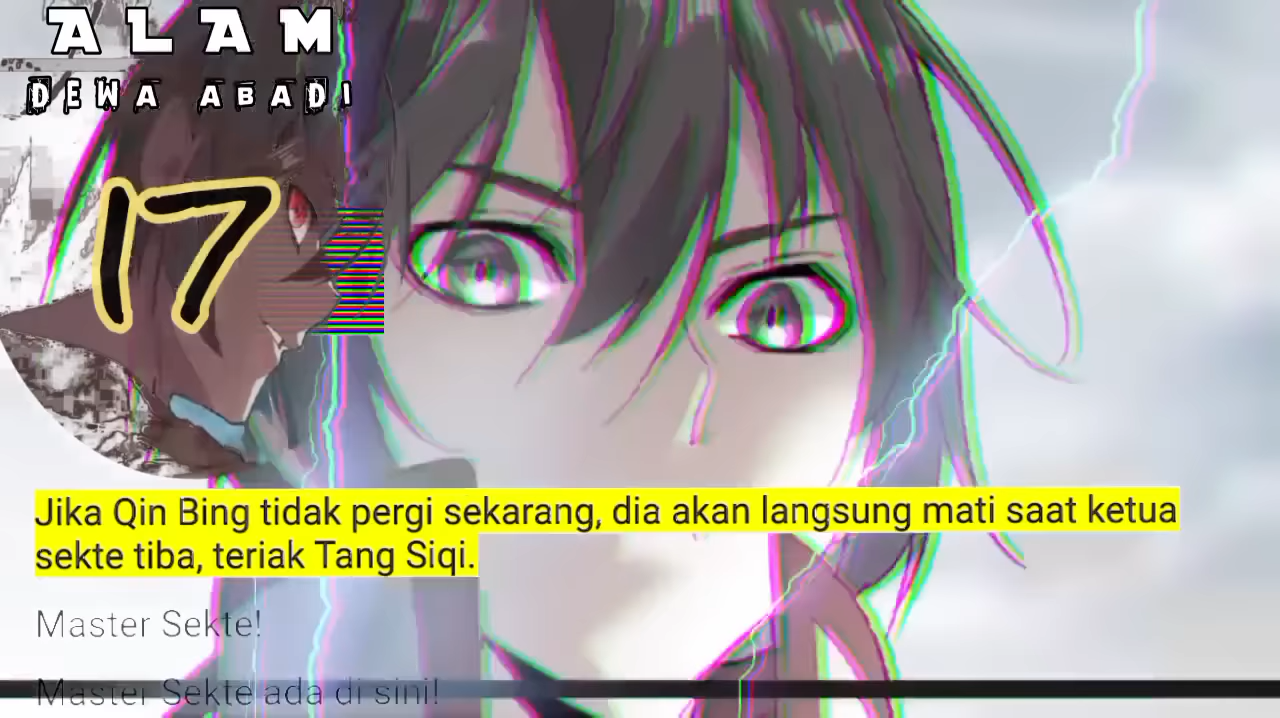 ALAM
DEWA ABADI
17
Jika Qin Bing tidak pergi sekarang, dia akan langsung mati saat ketua
sekte tiba, teriak Tang Siqi.
Master Sekte!
Master Sekte ada di sini!